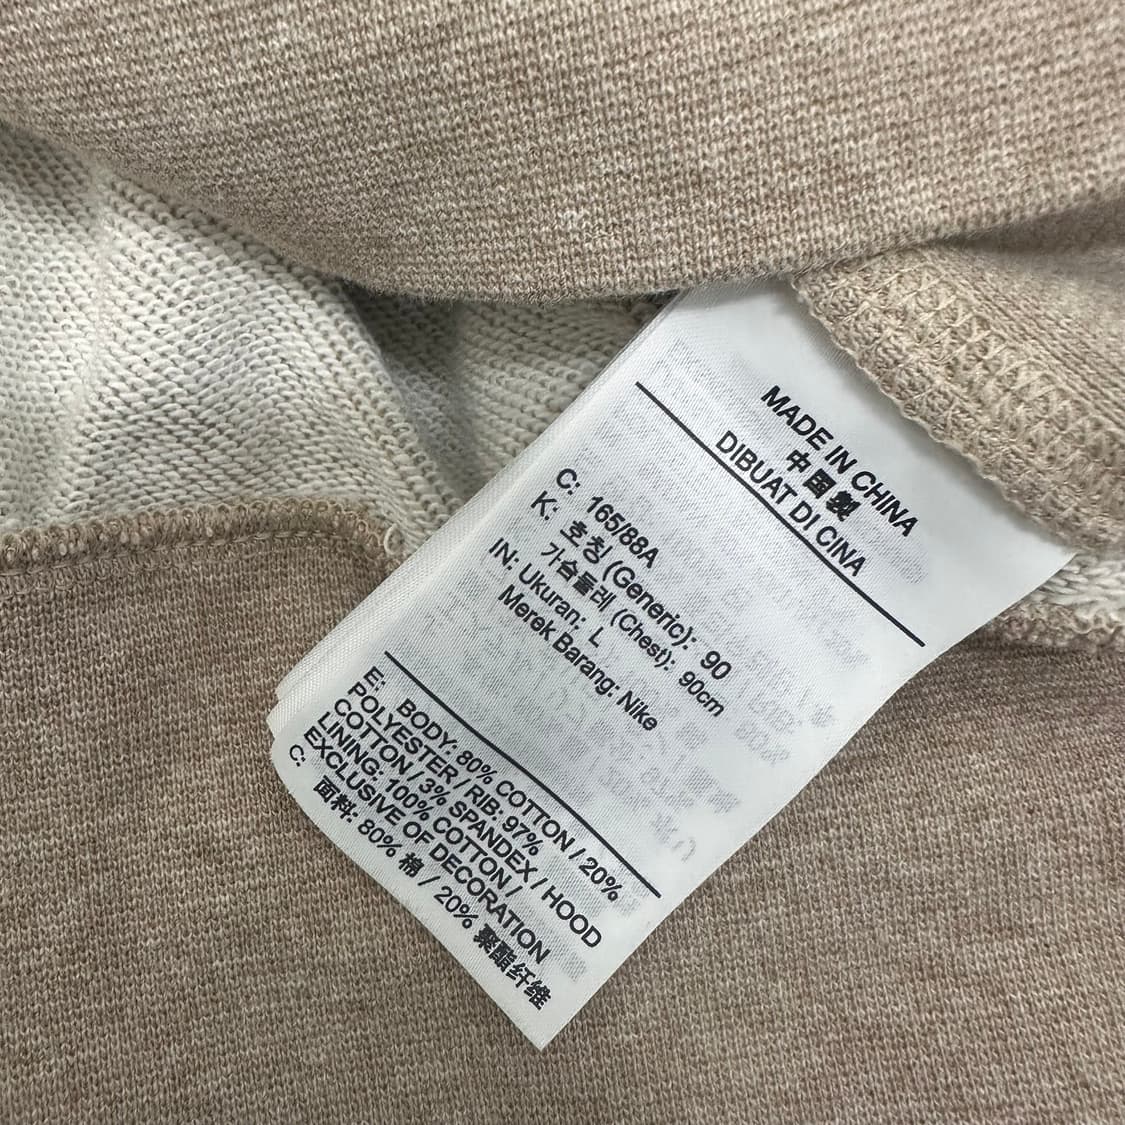 MADE IN CHINA
中国製
DIBUAT DI CINA
C: 165/88A
K: 호칭 (Generic): 90
가슴둘레 (Chest): 90cm
IN: Ukuran: L
Merek Barang: Nike
E: BODY: 80% COTTON / 20%
POLYESTER / RIB: 97%
COTTON / 3% SPANDEX / HOOD
LINING: 100% COTTON /
EXCLUSIVE OF DECORATION
C: 面料: 80% 棉 / 20% 聚酯纤维